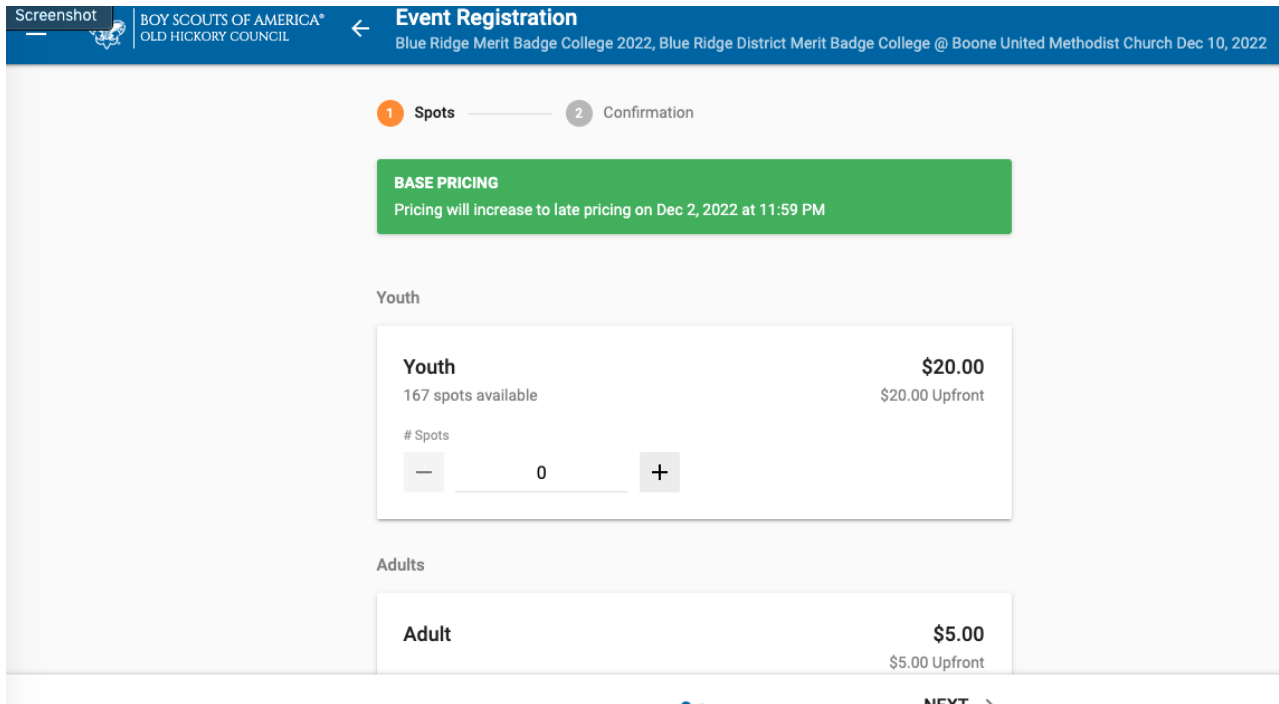 Screenshot
BOY SCOUTS OF AMERICA®
OLD HICKORY COUNCIL
Event Registration
Blue Ridge Merit Badge College 2022, Blue Ridge District Merit Badge College @ Boone United Methodist Church Dec 10, 2022
1 Spots
2 Confirmation
BASE PRICING
Pricing will increase to late pricing on Dec 2, 2022 at 11:59 PM
Youth
Youth $20.00
167 spots available $20.00 Upfront
# Spots
0
Adults
Adult $5.00
$5.00 Upfront
NEXT